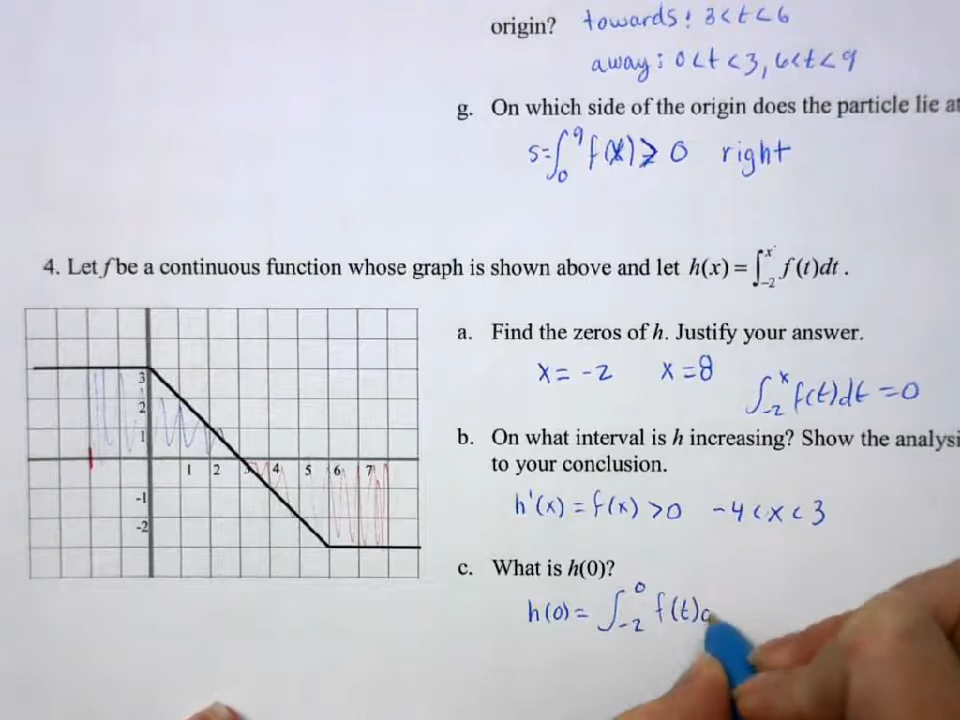 origin? towards: 3<t<6
away: 0<t<3, 6<t<9
g. On which side of the origin does the particle lie at
s=∫₀⁹ f(x) ≥ 0 right
4. Let f be a continuous function whose graph is shown above and let h(x) = ∫₋₂ˣ f(t)dt .
a. Find the zeros of h. Justify your answer.
x = -2 x = 8
∫₋₂ˣ f(t)dt = 0
b. On what interval is h increasing? Show the analysi
to your conclusion.
h'(x) = f(x) >0 -4<x<3
c. What is h(0)?
h(0) = ∫₋₂⁰ f(t)d
3
2
1
1 2 3 4 5 6 7
-1
-2